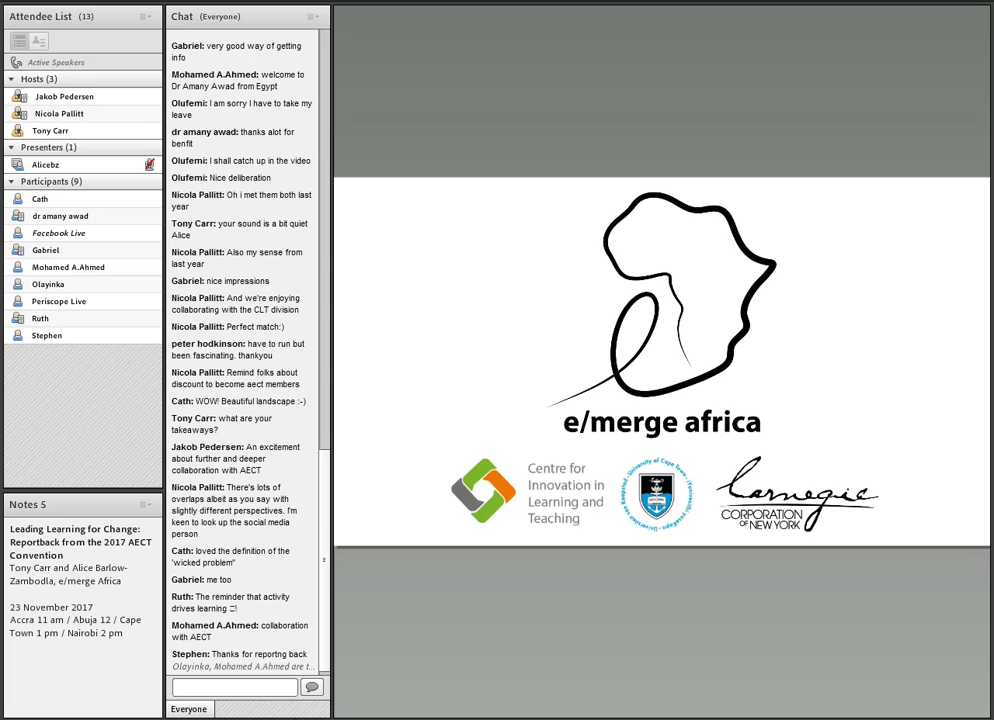 Attendee List (13)
Active Speakers
Hosts (3)
Jakob Pedersen
Nicola Pallitt
Tony Carr
Presenters (1)
Alicebz
Participants (9)
Cath
dr amany awad
Facebook Live
Gabriel
Mohamed A.Ahmed
Olayinka
Periscope Live
Ruth
Stephen
Notes 5
Leading Learning for Change:
Reportback from the 2017 AECT
Convention
Tony Carr and Alice Barlow-
Zambodla, e/merge Africa
23 November 2017
Accra 11 am / Abuja 12 / Cape
Town 1 pm / Nairobi 2 pm
Chat (Everyone)
Gabriel: very good way of getting
info
Mohamed A.Ahmed: welcome to
Dr Amany Awad from Egypt
Olufemi: I am sorry I have to take my
leave
dr amany awad: thanks alot for
benfit
Olufemi: I shall catch up in the video
Olufemi: Nice deliberation
Nicola Pallitt: Oh i met them both last
year
Tony Carr: your sound is a bit quiet
Alice
Nicola Pallitt: Also my sense from
last year
Gabriel: nice impressions
Nicola Pallitt: And we're enjoying
collaborating with the CLT division
Nicola Pallitt: Perfect match:)
peter hodkinson: have to run but
been fascinating. thankyou
Nicola Pallitt: Remind folks about
discount to become aect members
Cath: WOW! Beautiful landscape :-)
Tony Carr: what are your
takeaways?
Jakob Pedersen: An excitement
about further and deeper
collaboration with AECT
Nicola Pallitt: There's lots of
overlaps albeit as you say with
slightly different perspectives. I'm
keen to look up the social media
person
Cath: loved the definition of the
'wicked problem"
Gabriel: me too
Ruth: The reminder that activity
drives learning !
Mohamed A.Ahmed: collaboration
with AECT
Stephen: Thanks for reportng back
Olayinka, Mohamed A.Ahmed are t...
Everyone
e/merge africa
Centre for
Innovation in
Learning and
Teaching
University of Cape Town
Carnegie
CORPORATION
OF NEW YORK